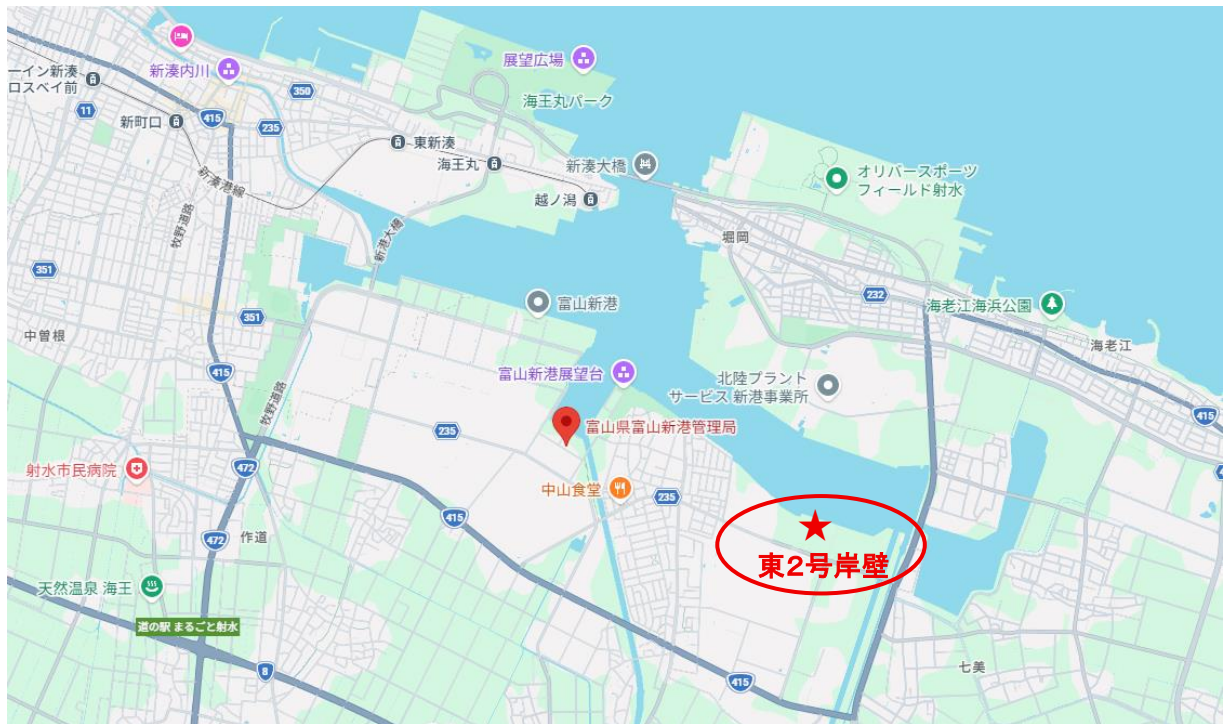 展望広場
新湊内川
ーイン新湊
ロスベイ前
海王丸パーク
350
11
415
新町口
235
東新湊
海王丸
新湊大橋
オリバースポーツ
フィールド射水
新湊港線
越ノ潟
牧野道路
新港大橋
堀岡
351
232
富山新港
海老江海浜公園
351
中曽根
海老江
415
富山新港展望台
北陸プラント
サービス 新港事業所
牧野道路
415
富山県富山新港管理局
235
射水市民病院
472
中山食堂
235
415
472
作道
東2号岸壁
天然温泉 海王
道の駅 まるごと射水
8
415
七美